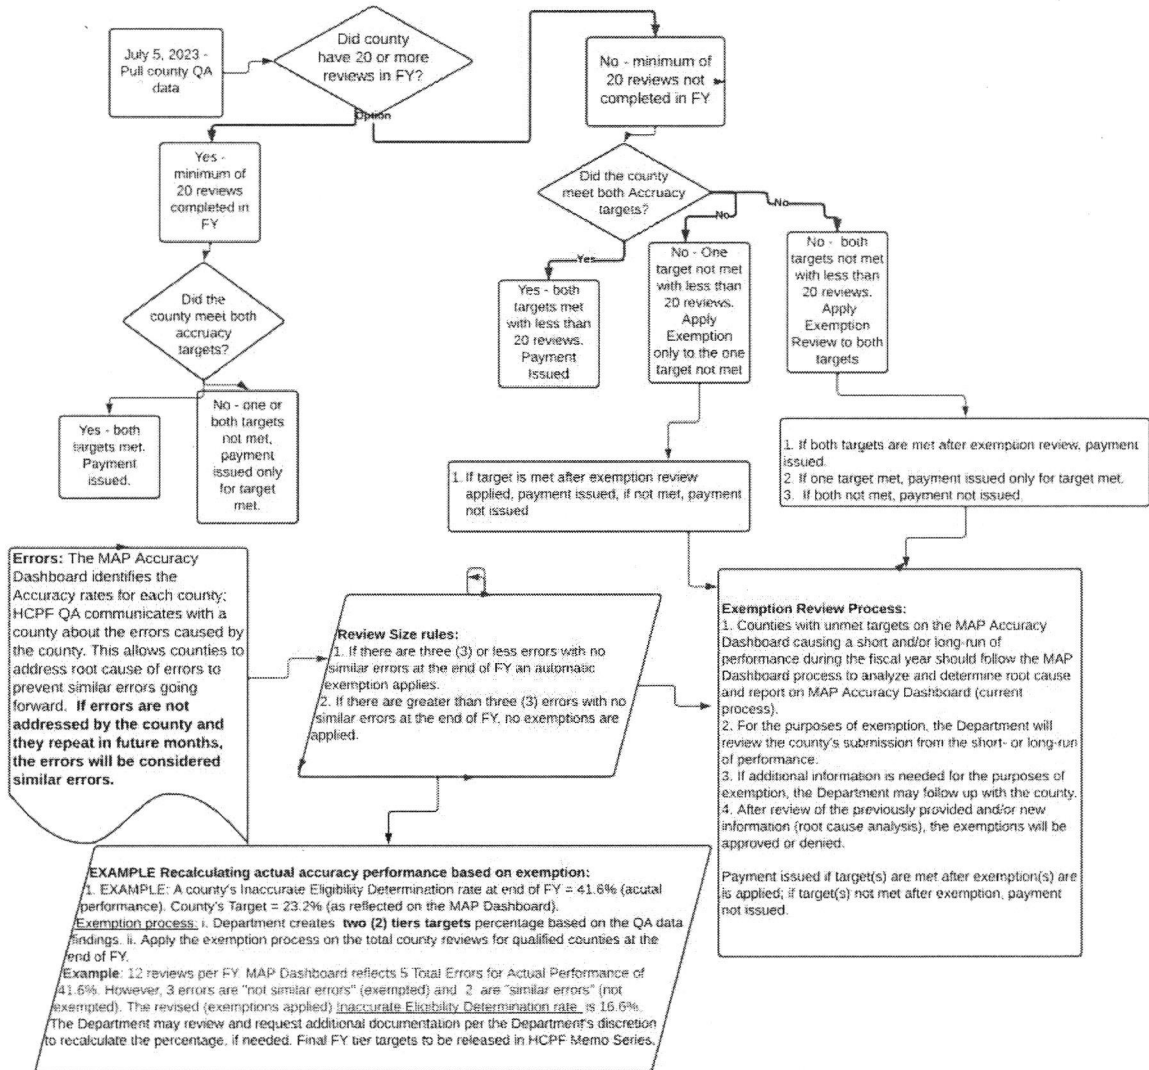 July 5, 2023 -
Pull county QA
data
Did county
have 20 or more
reviews in FY?
No - minimum of
20 reviews not
completed in FY
Option
Yes -
minimum of
20 reviews
completed in
FY
Did the county
meet both Accruacy
targets?
No
No
Yes
Did the
county meet both
accruacy
targets?
Yes - both
targets met
with less than
20 reviews.
Payment
Issued
No - One
target not met
with less than
20 reviews.
Apply
Exemption
only to the one
target not met
No - both
targets not met
with less than
20 reviews.
Apply
Exemption
Review to both
targets
Yes - both
targets met.
Payment
issued.
No - one or
both targets
not met,
payment
issued only
for target
met.
1. If target is met after exemption review
applied, payment issued, if not met, payment
not issued
1. If both targets are met after exemption review, payment
issued.
2. If one target met, payment issued only for target met.
3. If both not met, payment not issued.
Errors: The MAP Accuracy
Dashboard identifies the
Accuracy rates for each county;
HCPF QA communicates with a
county about the errors caused by
the county. This allows counties to
address root cause of errors to
prevent similar errors going
forward. If errors are not
addressed by the county and
they repeat in future months,
the errors will be considered
similar errors.
Review Size rules:
1. If there are three (3) or less errors with no
similar errors at the end of FY an automatic
exemption applies.
2. If there are greater than three (3) errors with no
similar errors at the end of FY, no exemptions are
applied.
Exemption Review Process:
1. Counties with unmet targets on the MAP Accuracy
Dashboard causing a short and/or long-run of
performance during the fiscal year should follow the MAP
Dashboard process to analyze and determine root cause
and report on MAP Accuracy Dashboard (current
process).
2. For the purposes of exemption, the Department will
review the county's submission from the short- or long-run
of performance.
3. If additional information is needed for the purposes of
exemption, the Department may follow up with the county.
4. After review of the previously provided and/or new
information (root cause analysis), the exemptions will be
approved or denied.
Payment issued if target(s) are met after exemption(s) are
is applied; if target(s) not met after exemption, payment
not issued.
EXAMPLE Recalculating actual accuracy performance based on exemption:
1. EXAMPLE: A county's Inaccurate Eligibility Determination rate at end of FY = 41.6% (acutal
performance). County's Target = 23.2% (as reflected on the MAP Dashboard).
Exemption process: i. Department creates two (2) tiers targets percentage based on the QA data
findings. ii. Apply the exemption process on the total county reviews for qualified counties at the
end of FY.
Example: 12 reviews per FY. MAP Dashboard reflects 5 Total Errors for Actual Performance of
41.6%. However, 3 errors are "not similar errors" (exempted) and 2 are "similar errors" (not
exempted). The revised (exemptions applied) Inaccurate Eligibility Determination rate is 16.6%.
The Department may review and request additional documentation per the Department's discretion
to recalculate the percentage, if needed. Final FY tier targets to be released in HCPF Memo Series.